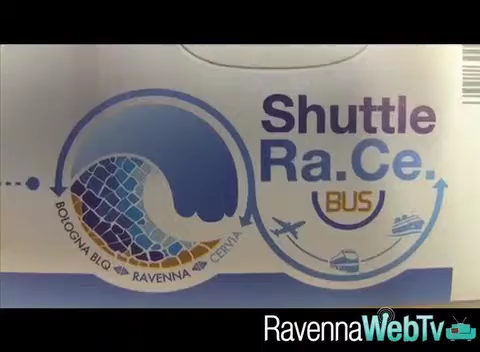 Shuttle
Ra.Ce.
BUS
BOLOGNA BLQ RAVENNA CERVIA
RavennaWebTv